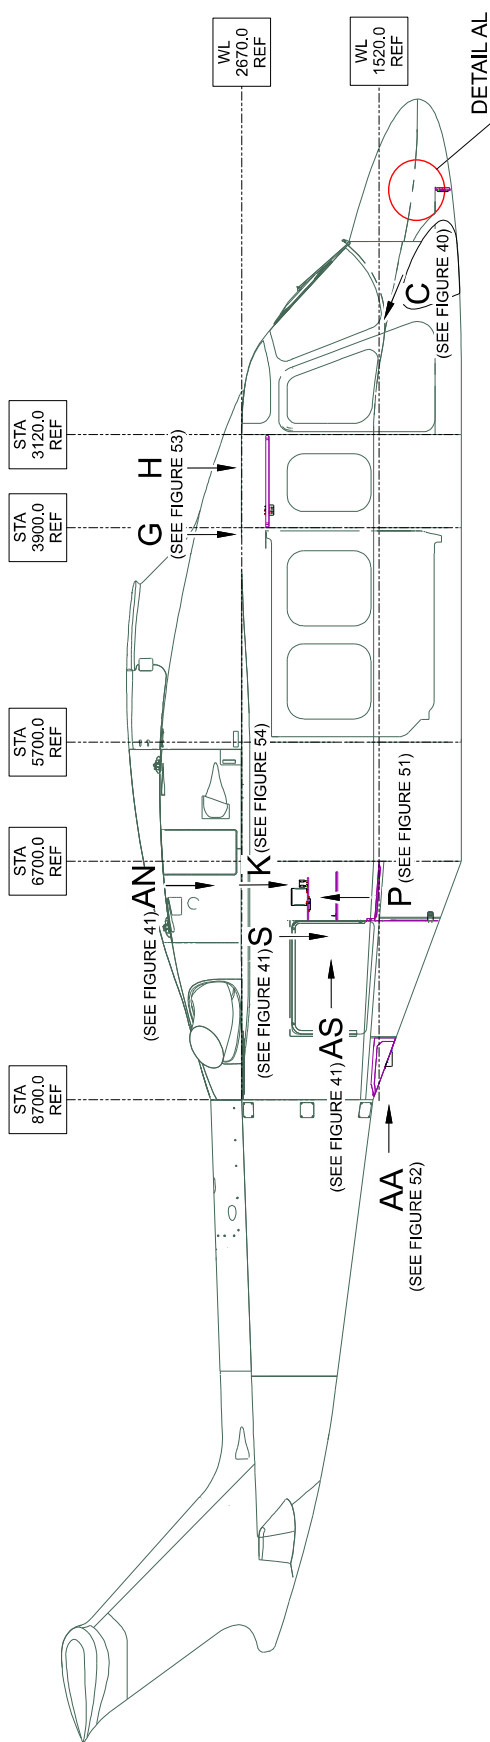 WL
2670.0
REF
WL
1520.0
REF
DETAIL AL
STA
3120.0
REF
STA
3900.0
REF
STA
5700.0
REF
STA
6700.0
REF
STA
8700.0
REF
C
(SEE FIGURE 40)
H
G
(SEE FIGURE 53)
K
(SEE FIGURE 54)
AN
(SEE FIGURE 41)
S
(SEE FIGURE 41)
P
(SEE FIGURE 51)
AS
(SEE FIGURE 41)
AA
(SEE FIGURE 52)